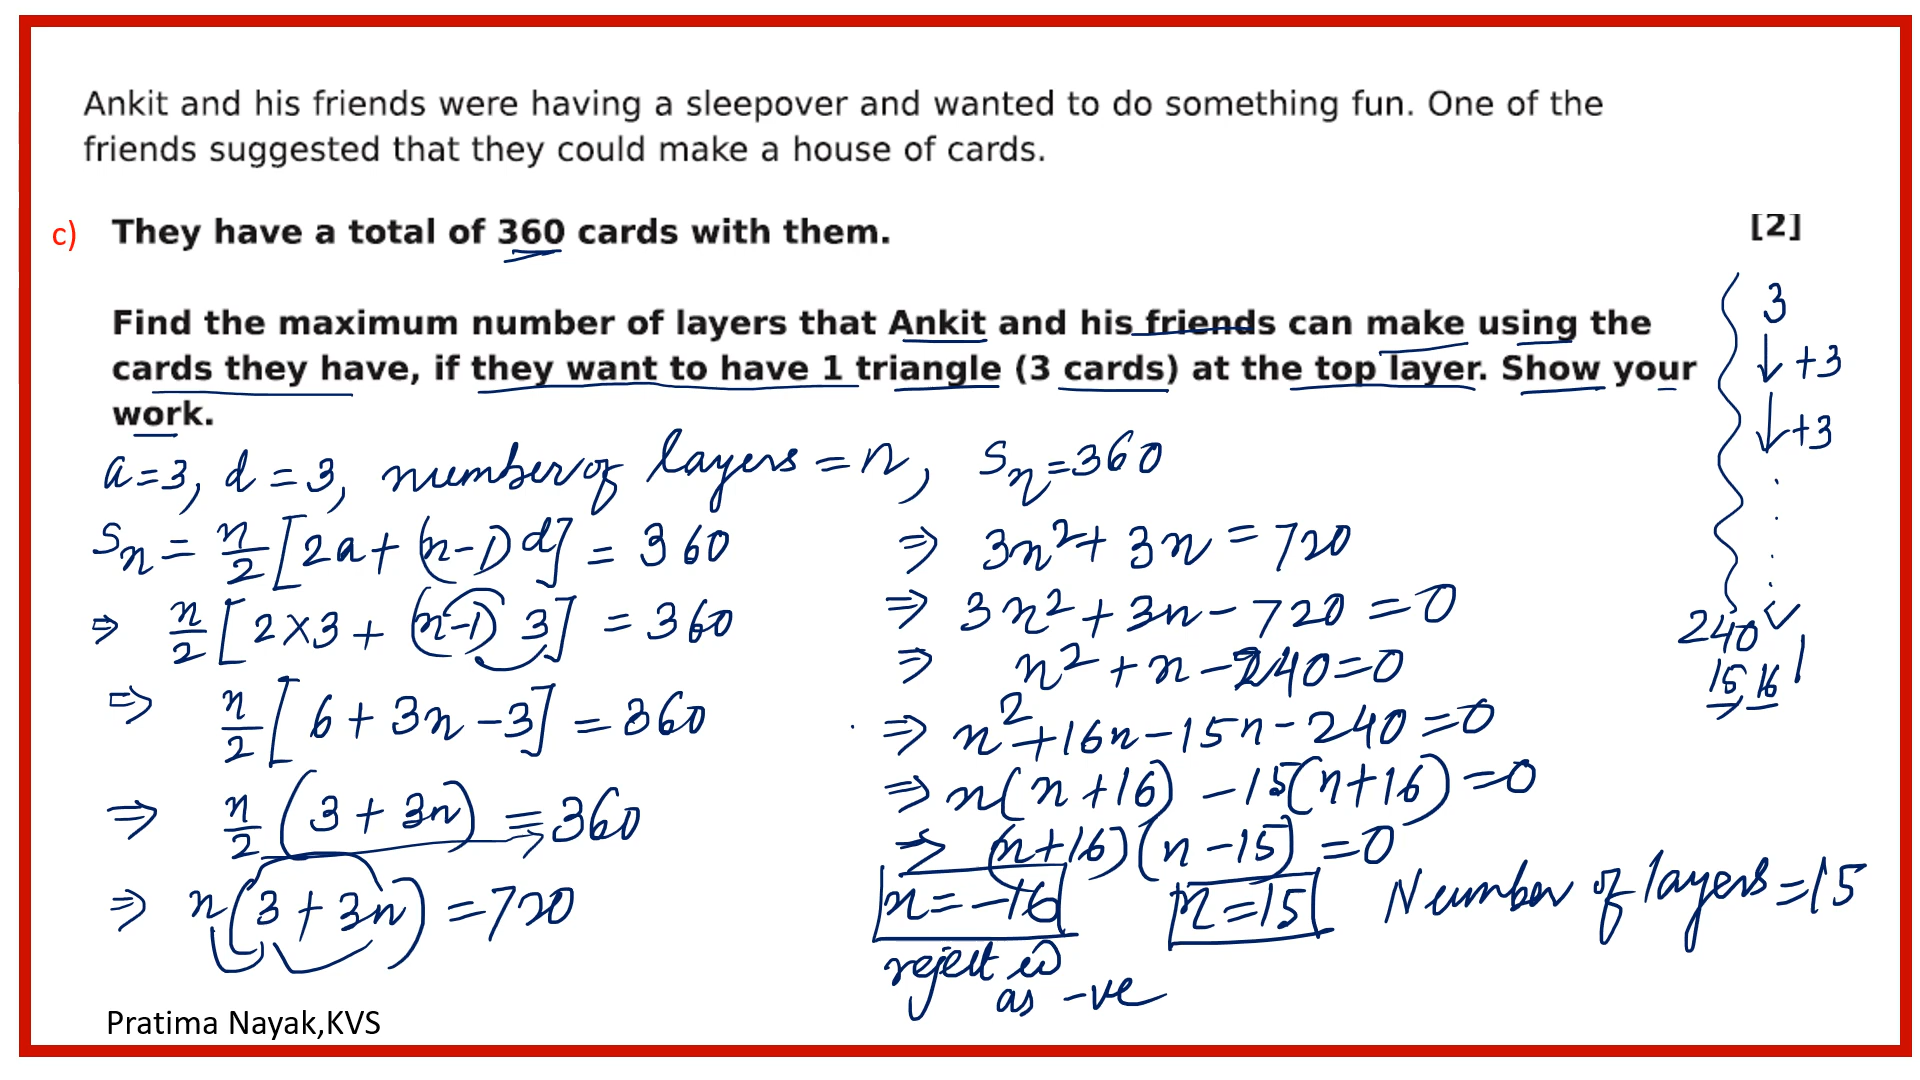 Ankit and his friends were having a sleepover and wanted to do something fun. One of the
friends suggested that they could make a house of cards.
c) They have a total of 360 cards with them. [2]
Find the maximum number of layers that Ankit and his friends can make using the
cards they have, if they want to have 1 triangle (3 cards) at the top layer. Show your
work.
3
↓ +3
↓ +3
240 ✓
15, 16
a=3, d=3, number of layers = n, Sn=360
Sn = n/2 [2a + (n-1) d] = 360
⇒ n/2 [2×3 + (n-1) 3] = 360
⇒ n/2 [6 + 3n - 3] = 360
⇒ n/2 (3 + 3n) = 360
⇒ n(3 + 3n) = 720
⇒ 3n² + 3n = 720
⇒ 3n² + 3n - 720 = 0
⇒ n² + n - 240 = 0
⇒ n² + 16n - 15n - 240 = 0
⇒ n(n+16) - 15(n+16) = 0
⇒ (n+16)(n-15) = 0
n = -16 n = 15 Number of layers = 15
reject it
as -ve
Pratima Nayak,KVS